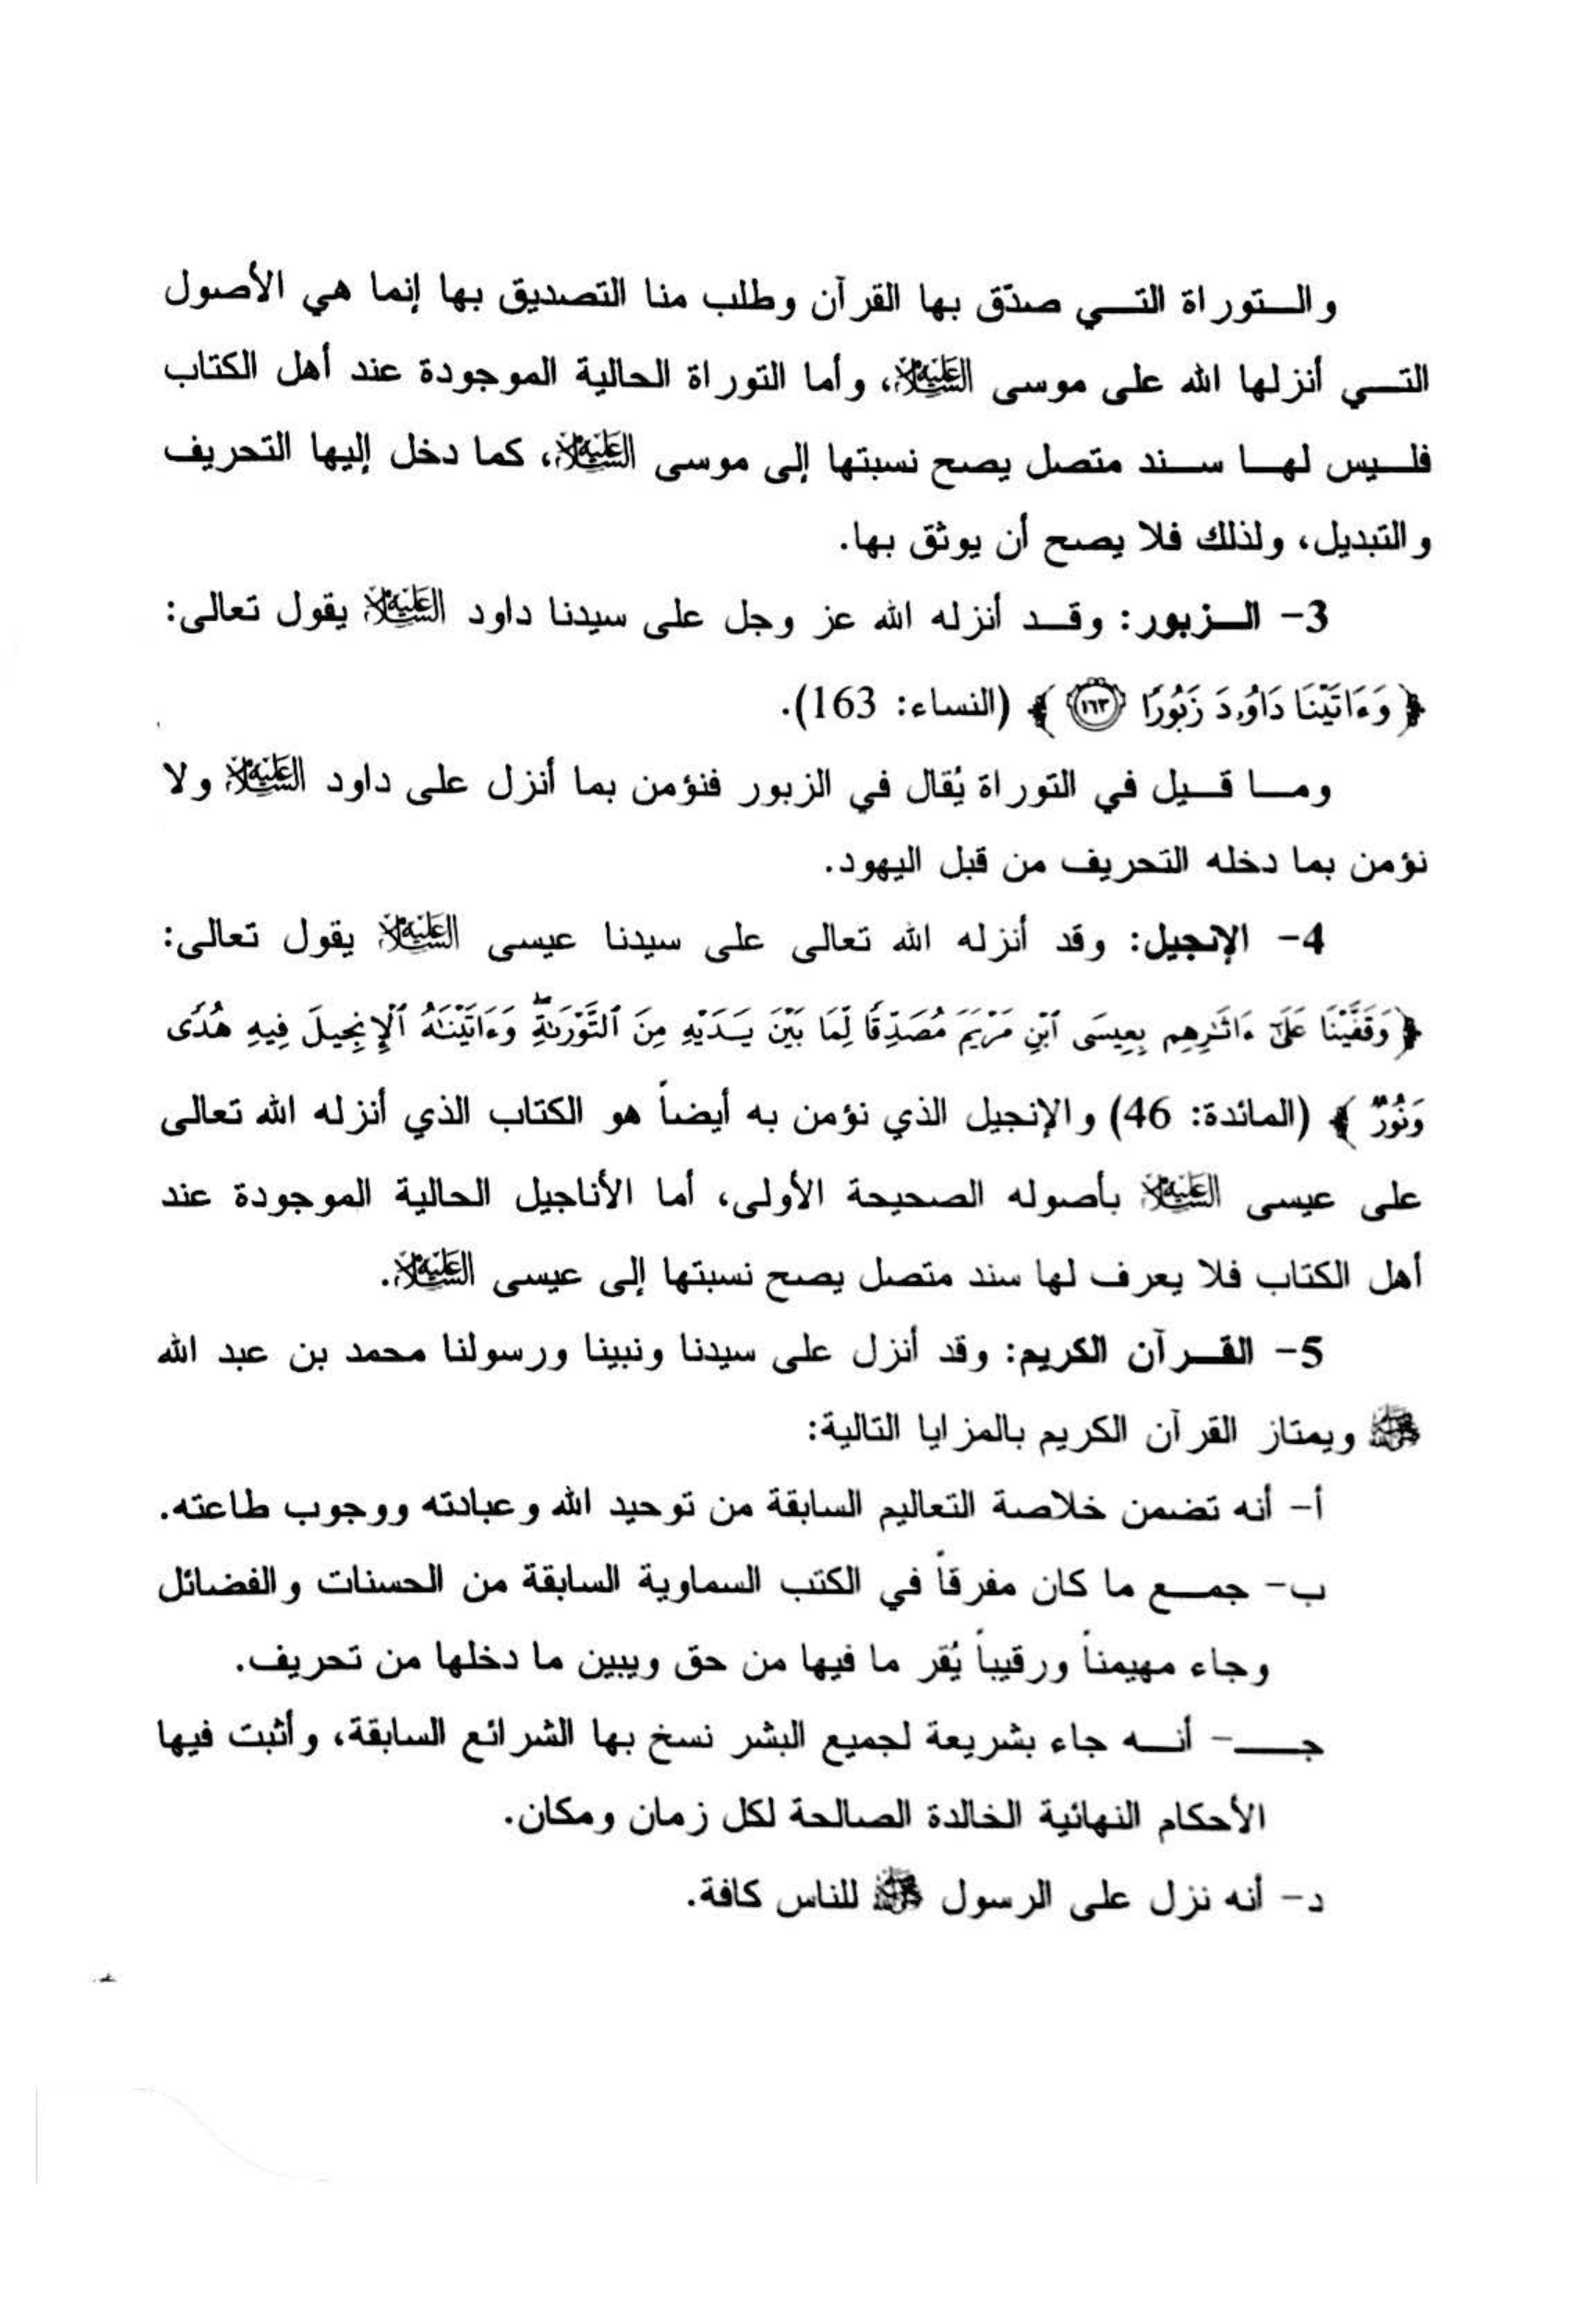 والتوراة التي صدّق بها القرآن وطلب منا التصديق بها إنما هي الأصول
التي أنزلها الله على موسى عليه السلام، وأما التوراة الحالية الموجودة عند أهل الكتاب
فليس لها سند متصل يصح نسبتها إلى موسى عليه السلام، كما دخل إليها التحريف
والتبديل، ولذلك فلا يصح أن يوثق بها.
3- الزبور: وقد أنزله الله عز وجل على سيدنا داود عليه السلام يقول تعالى:
﴿ وَءَاتَيْنَا دَاوُۥدَ زَبُورًا ١٦٣ ﴾ (النساء: 163).
وما قيل في التوراة يُقال في الزبور فنؤمن بما أنزل على داود عليه السلام ولا
نؤمن بما دخله التحريف من قبل اليهود.
4- الإنجيل: وقد أنزله الله تعالى على سيدنا عيسى عليه السلام يقول تعالى:
﴿ وَقَفَّيْنَا عَلَىٰٓ ءَاثَـٰرِهِم بِعِيسَى ٱبْنِ مَرْيَمَ مُصَدِّقًا لِّمَا بَيْنَ يَدَيْهِ مِنَ ٱلتَّوْرَىٰةِ ۖ وَءَاتَيْنَـٰهُ ٱلْإِنجِيلَ فِيهِ هُدًى
وَنُورٌ ﴾ (المائدة: 46) والإنجيل الذي نؤمن به أيضاً هو الكتاب الذي أنزله الله تعالى
على عيسى عليه السلام بأصوله الصحيحة الأولى، أما الأناجيل الحالية الموجودة عند
أهل الكتاب فلا يعرف لها سند متصل يصح نسبتها إلى عيسى عليه السلام.
5- القرآن الكريم: وقد أنزل على سيدنا ونبينا ورسولنا محمد بن عبد الله
ﷺ ويمتاز القرآن الكريم بالمزايا التالية:
أ- أنه تضمن خلاصة التعاليم السابقة من توحيد الله وعبادته ووجوب طاعته.
ب- جمع ما كان مفرقاً في الكتب السماوية السابقة من الحسنات والفضائل
وجاء مهيمناً ورقيباً يُقر ما فيها من حق ويبين ما دخلها من تحريف.
جـ- أنه جاء بشريعة لجميع البشر نسخ بها الشرائع السابقة، وأثبت فيها
الأحكام النهائية الخالدة الصالحة لكل زمان ومكان.
د- أنه نزل على الرسول ﷺ للناس كافة.